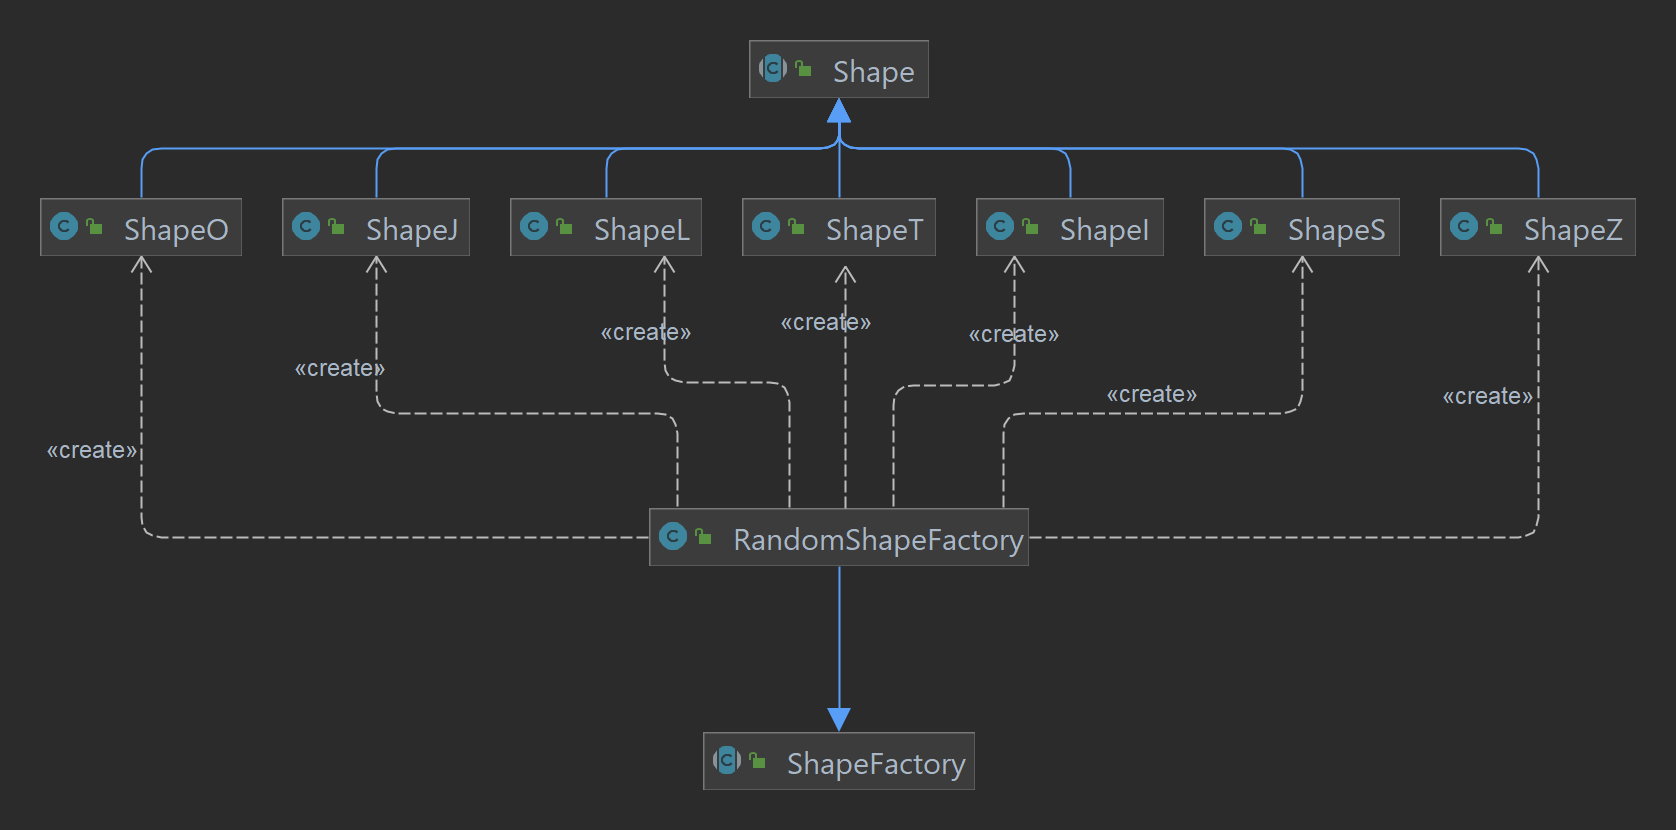 Shape
ShapeO
ShapeJ
ShapeL
ShapeT
ShapeI
ShapeS
ShapeZ
«create»
«create»
«create»
«create»
«create»
«create»
«create»
RandomShapeFactory
ShapeFactory